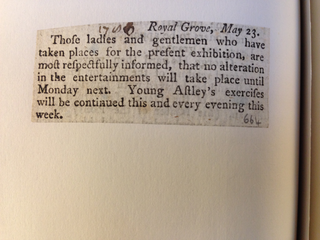 1786 Royal Grove, May 23.
Thoſe ladies and gentlemen who have
taken places for the preſent exhibition, are
moſt reſpectfully informed, that no alteration
in the entertainments will take place until
Monday next. Young Aſtley's exerciſes
will be continued this and every evening this
week.
664